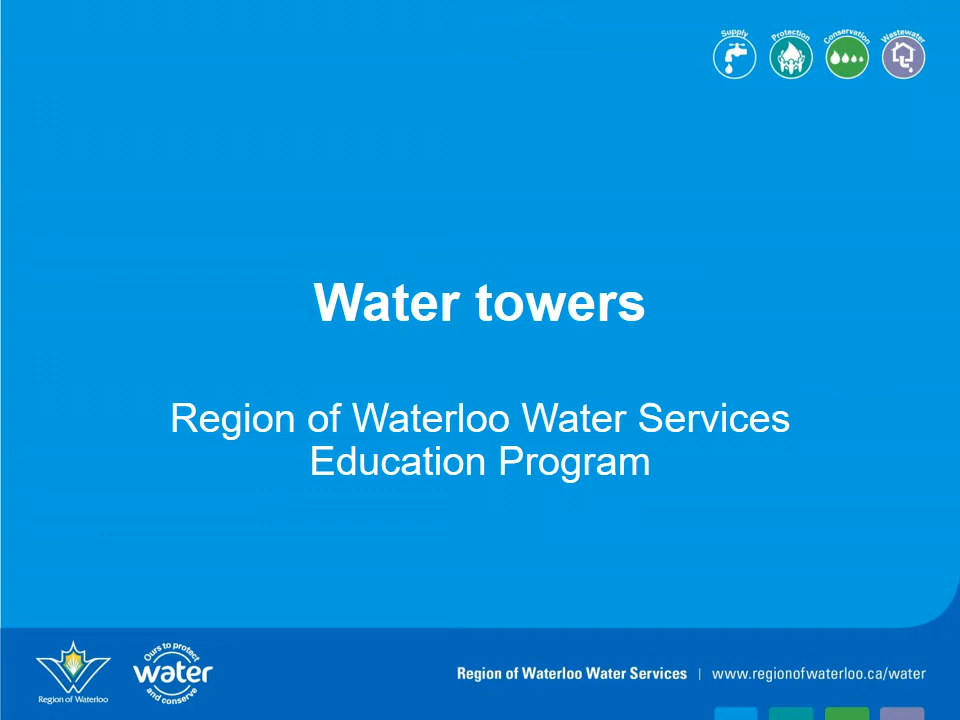 Supply Protection Conservation Wastewater
Water towers
Region of Waterloo Water Services
Education Program
Region of Waterloo
Ours to protect
water
and conserve
Region of Waterloo Water Services | www.regionofwaterloo.ca/water